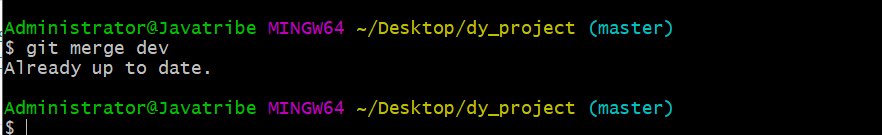 Administrator@Javatribe MINGW64 ~/Desktop/dy_project (master)
$ git merge dev
Already up to date.
Administrator@Javatribe MINGW64 ~/Desktop/dy_project (master)
$